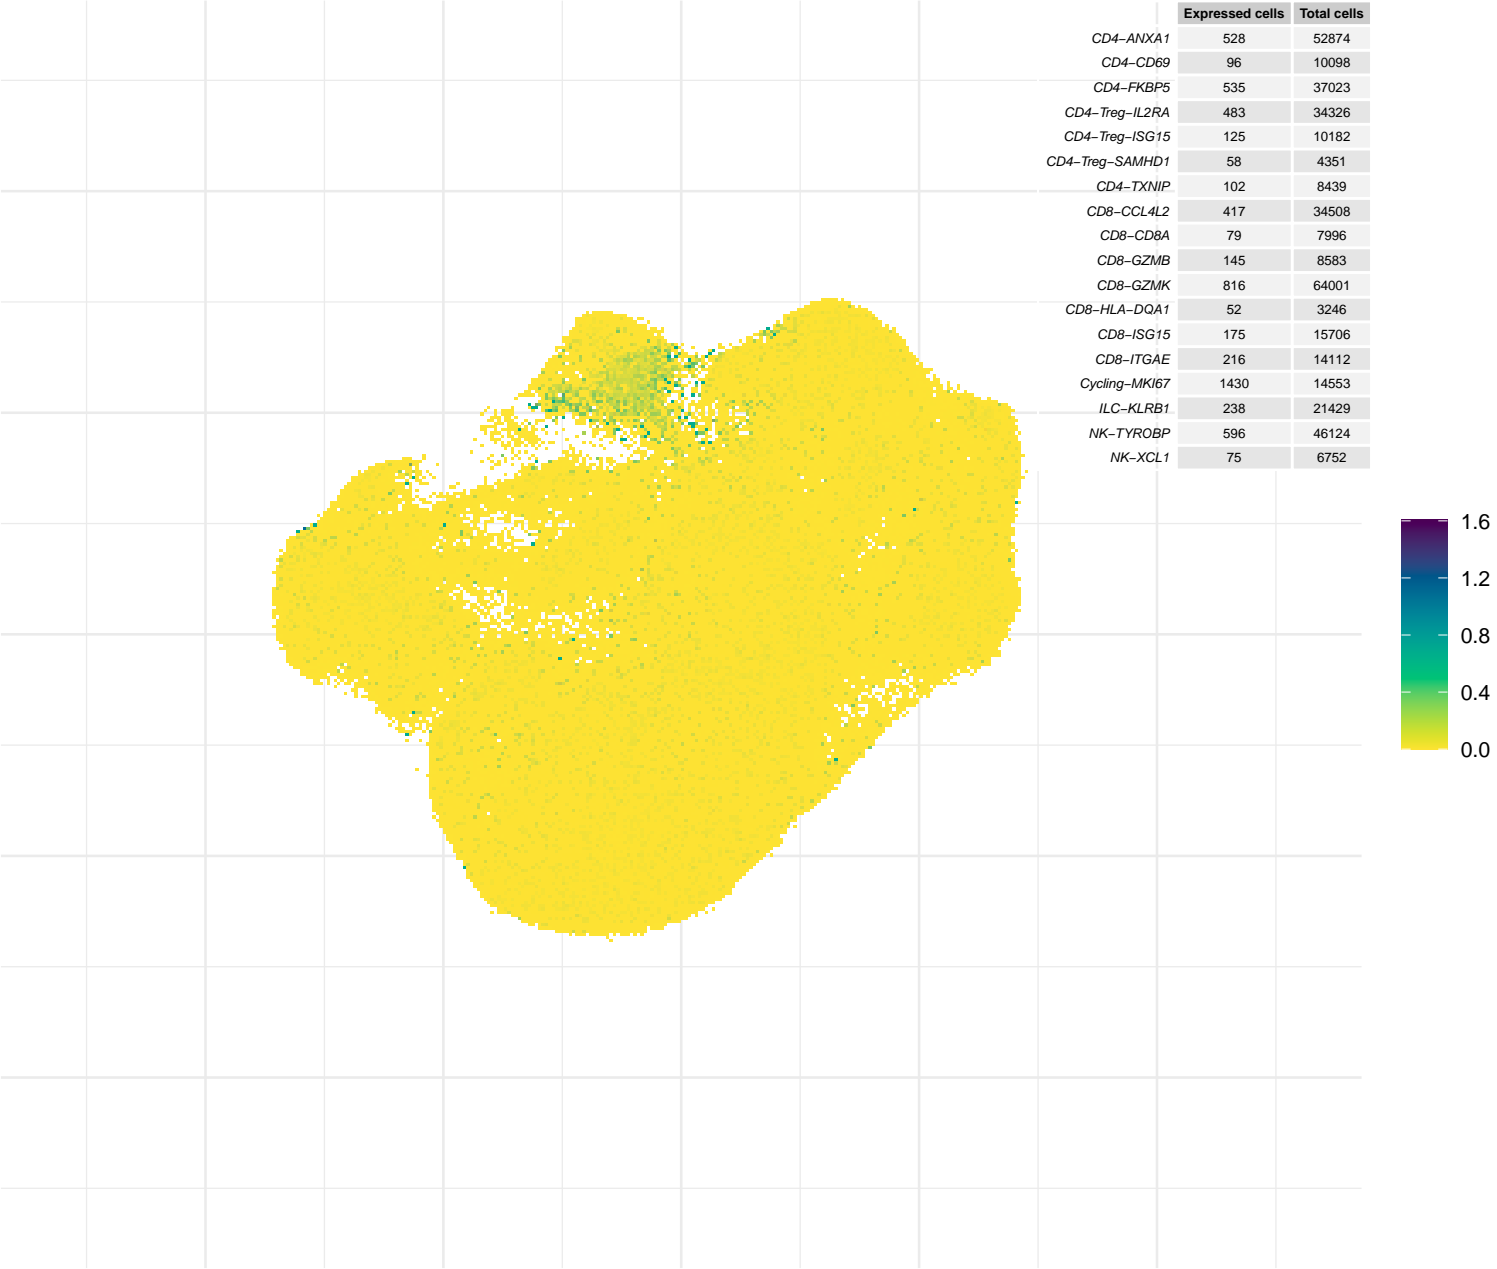 Expressed cells Total cells
CD4−ANXA1 528 52874
CD4−CD69 96 10098
CD4−FKBP5 535 37023
CD4−Treg−IL2RA 483 34326
CD4−Treg−ISG15 125 10182
CD4−Treg−SAMHD1 58 4351
CD4−TXNIP 102 8439
CD8−CCL4L2 417 34508
CD8−CD8A 79 7996
CD8−GZMB 145 8583
CD8−GZMK 816 64001
CD8−HLA−DQA1 52 3246
CD8−ISG15 175 15706
CD8−ITGAE 216 14112
Cycling−MKI67 1430 14553
ILC−KLRB1 238 21429
NK−TYROBP 596 46124
NK−XCL1 75 6752
1.6
1.2
0.8
0.4
0.0